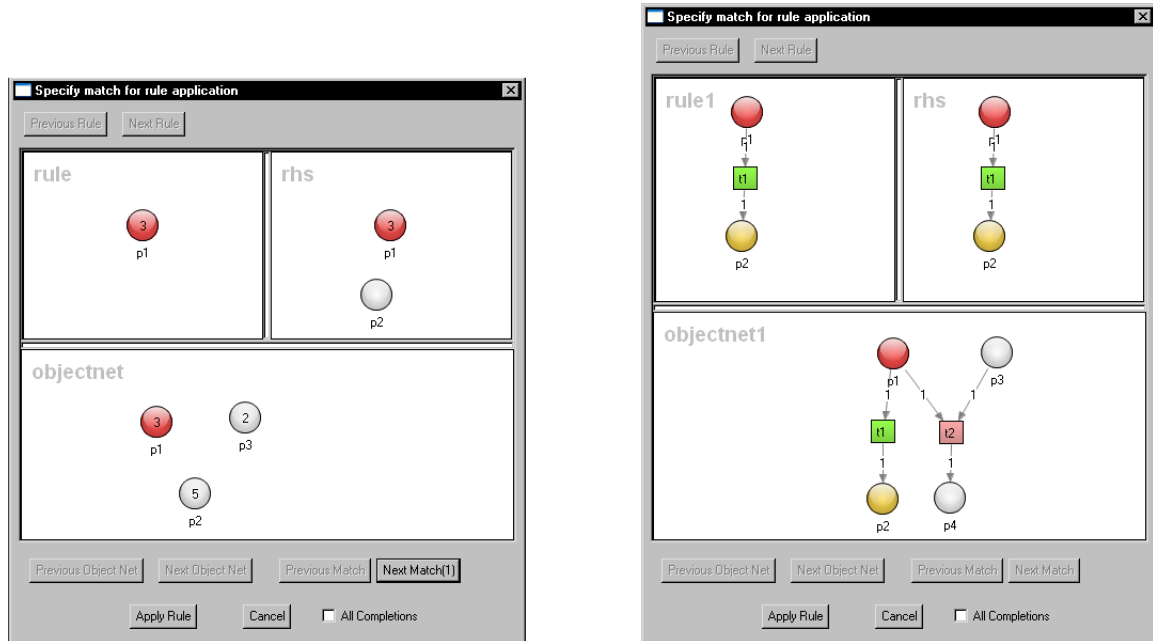 Specify match for rule application
Previous Rule Next Rule
rule
rhs
3
p1
3
p1
p2
objectnet
3
p1
2
p3
5
p2
Previous Object Net Next Object Net Previous Match Next Match(1)
Apply Rule Cancel All Completions
Specify match for rule application
Previous Rule Next Rule
rule1
p1
1
t1
1
p2
rhs
p1
1
t1
1
p2
objectnet1
p1
p3
1 1 1
t1 t2
1 1
p2 p4
Previous Object Net Next Object Net Previous Match Next Match
Apply Rule Cancel All Completions